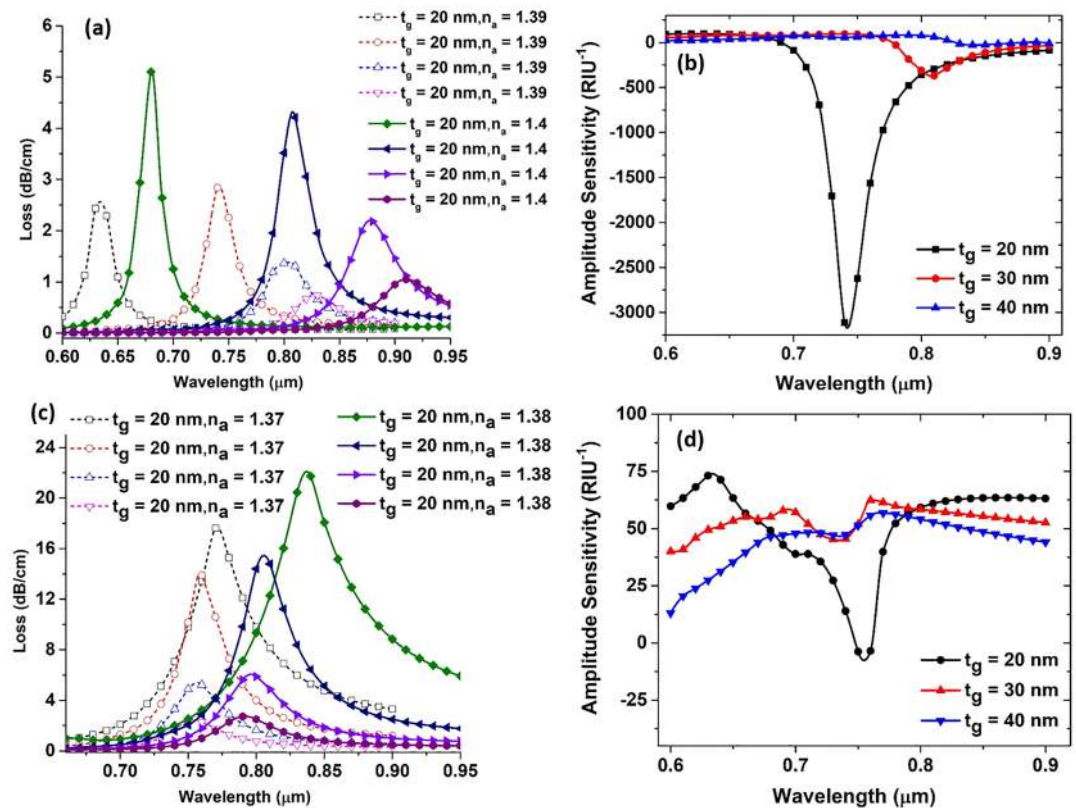 (a)
t_g = 20 nm,n_a = 1.39
t_g = 20 nm,n_a = 1.39
t_g = 20 nm,n_a = 1.39
t_g = 20 nm,n_a = 1.39
t_g = 20 nm,n_a = 1.4
t_g = 20 nm,n_a = 1.4
t_g = 20 nm,n_a = 1.4
t_g = 20 nm,n_a = 1.4
Loss (dB/cm)
6
5
4
3
2
1
0
0.60 0.65 0.70 0.75 0.80 0.85 0.90 0.95
Wavelength (μm)
(b)
Amplitude Sensitivity (RIU⁻¹)
0
-500
-1000
-1500
-2000
-2500
-3000
t_g = 20 nm
t_g = 30 nm
t_g = 40 nm
0.6 0.7 0.8 0.9
Wavelength (μm)
(c)
t_g = 20 nm,n_a = 1.37
t_g = 20 nm,n_a = 1.37
t_g = 20 nm,n_a = 1.37
t_g = 20 nm,n_a = 1.37
t_g = 20 nm,n_a = 1.38
t_g = 20 nm,n_a = 1.38
t_g = 20 nm,n_a = 1.38
t_g = 20 nm,n_a = 1.38
Loss (dB/cm)
24
20
16
12
8
4
0
0.70 0.75 0.80 0.85 0.90 0.95
Wavelength (μm)
(d)
Amplitude Sensitivity (RIU⁻¹)
100
75
50
25
0
-25
t_g = 20 nm
t_g = 30 nm
t_g = 40 nm
0.6 0.7 0.8 0.9
Wavelength (μm)